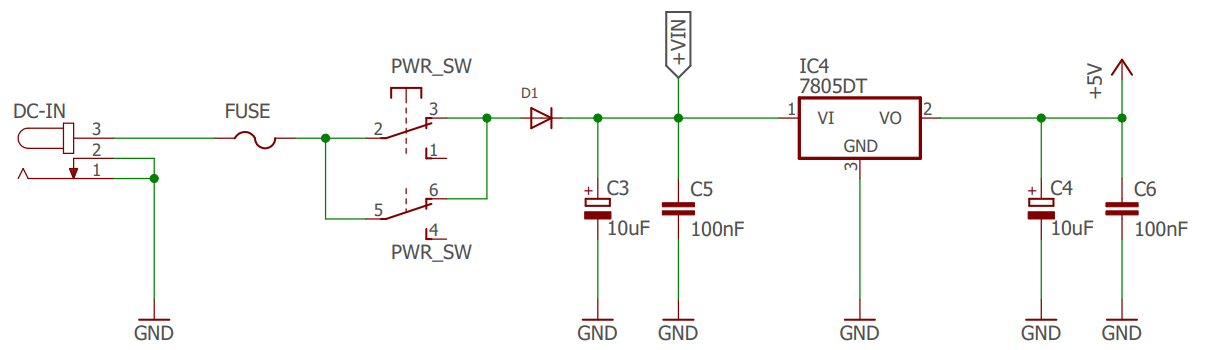 DC-IN
3
2
1
FUSE
PWR_SW
2
3
1
5
6
4
PWR_SW
D1
+VIN
+
C3
10uF
C5
100nF
IC4
7805DT
1
VI
VO
2
GND
3
+
C4
10uF
+5V
C6
100nF
GND
GND
GND
GND
GND
GND